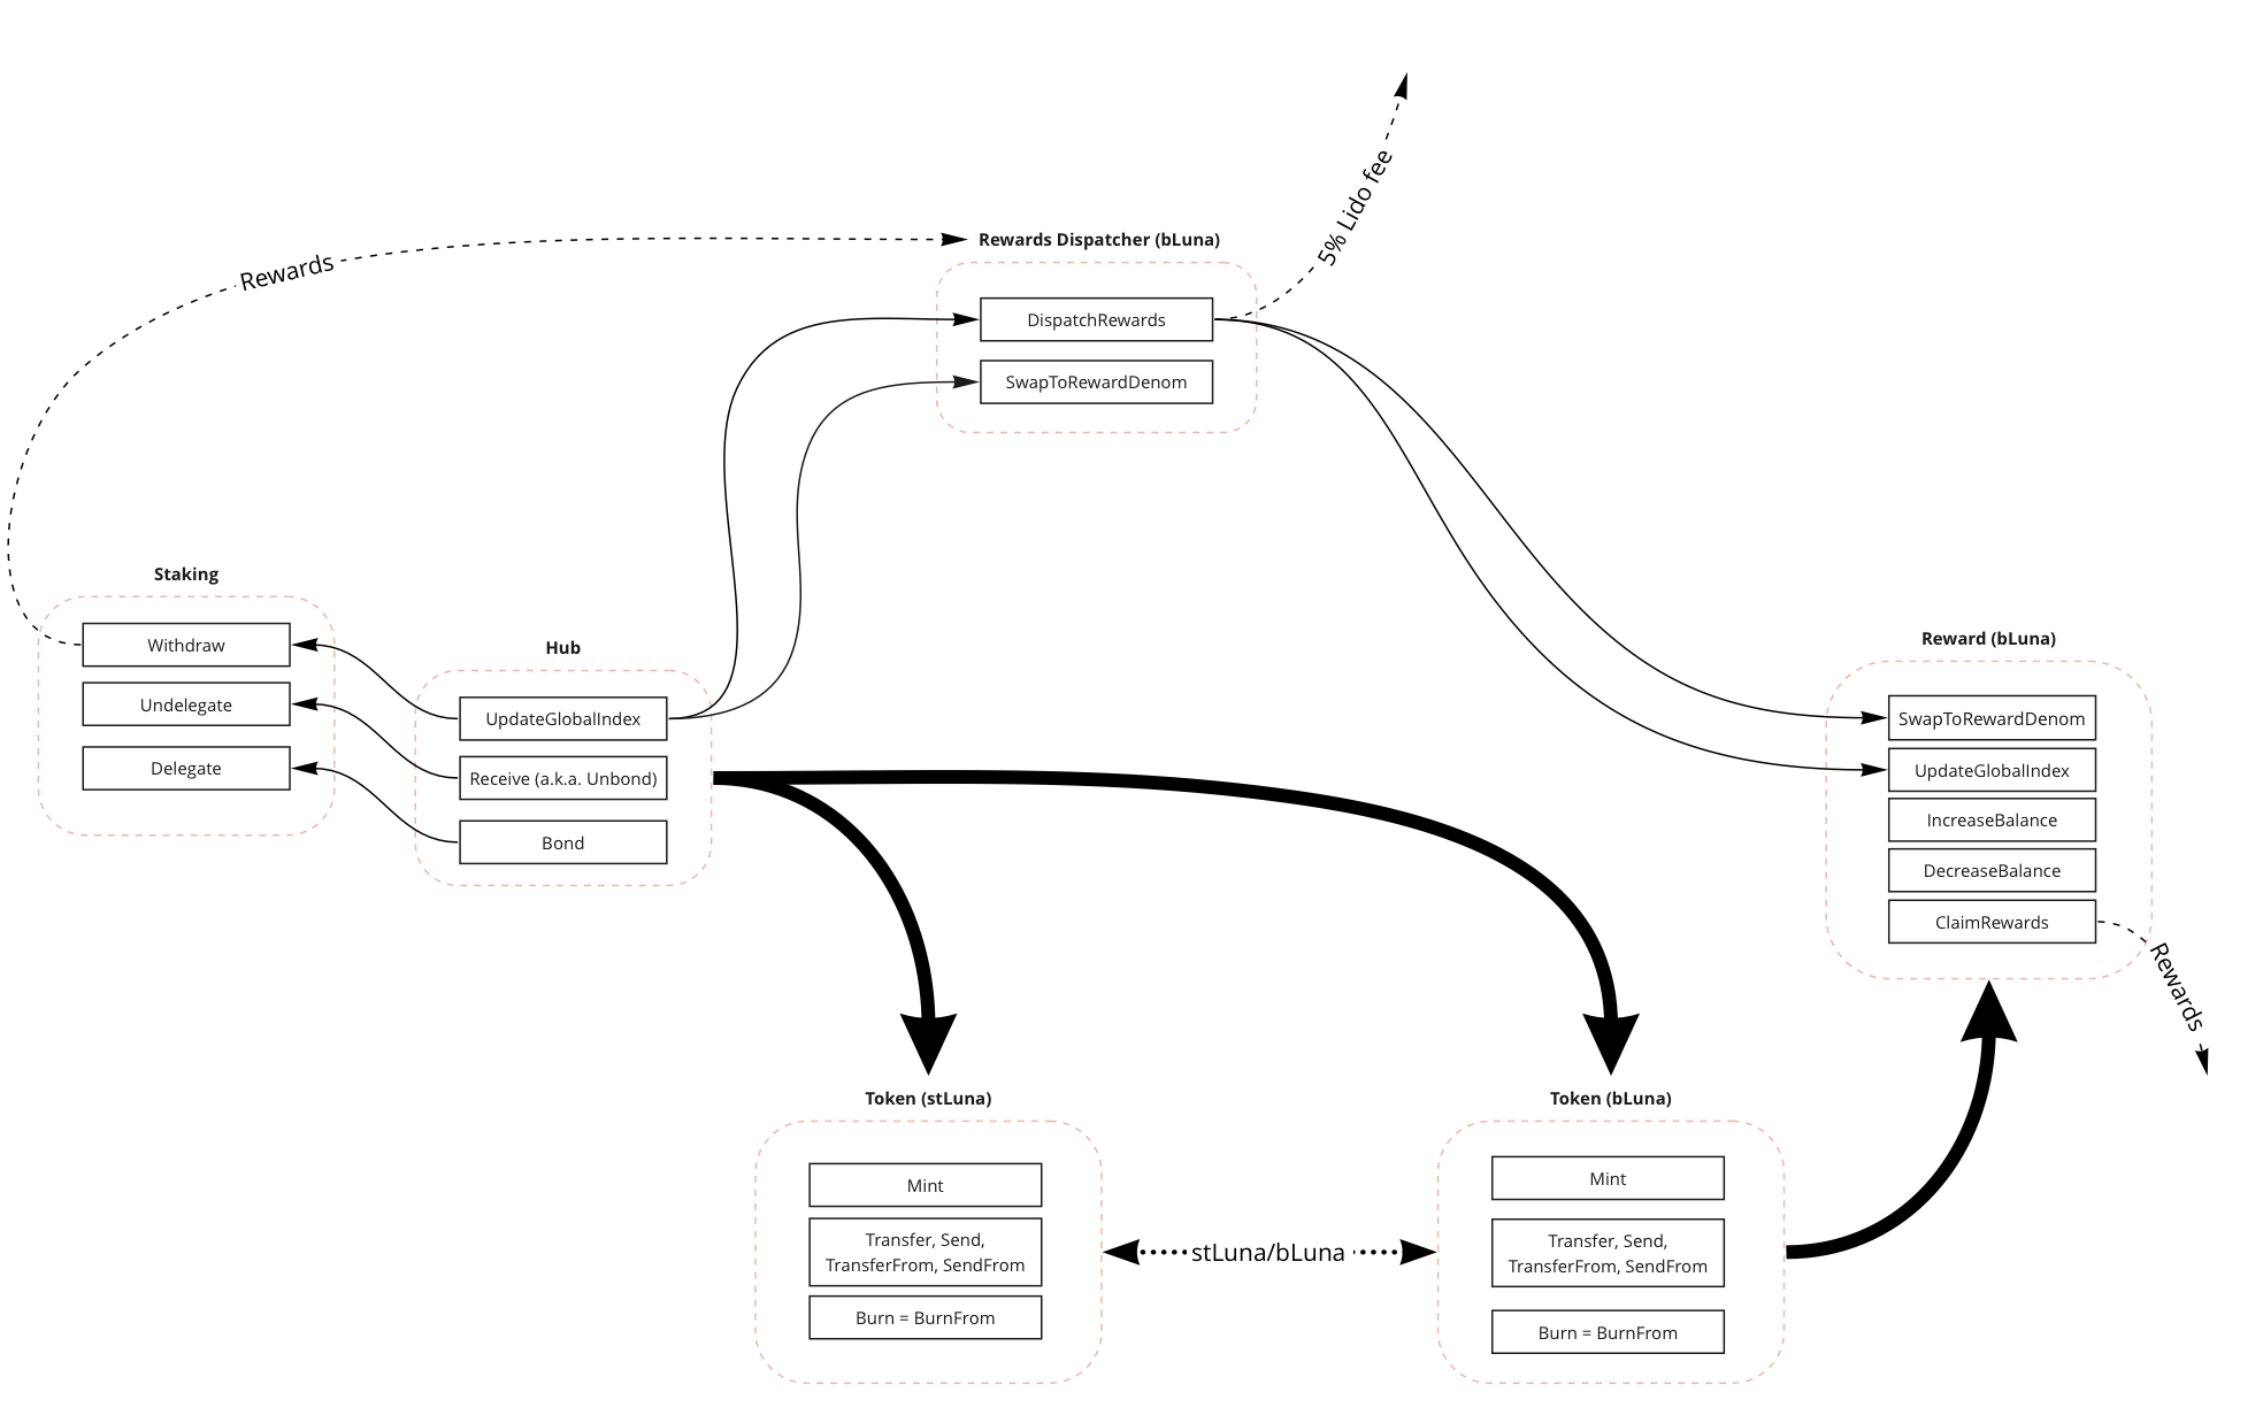 5% Lido fee
Rewards
Rewards Dispatcher (bLuna)
DispatchRewards
SwapToRewardDenom
Staking
Withdraw
Undelegate
Delegate
Hub
UpdateGlobalIndex
Receive (a.k.a. Unbond)
Bond
Reward (bLuna)
SwapToRewardDenom
UpdateGlobalIndex
IncreaseBalance
DecreaseBalance
ClaimRewards
Rewards
Token (stLuna)
Mint
Transfer, Send,
TransferFrom, SendFrom
Burn = BurnFrom
stLuna/bLuna
Token (bLuna)
Mint
Transfer, Send,
TransferFrom, SendFrom
Burn = BurnFrom